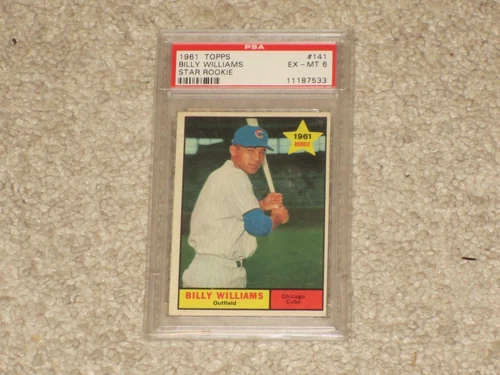 PSA
1961 TOPPS #141
BILLY WILLIAMS EX - MT 6
STAR ROOKIE 11187533
1961
ROOKIE
BILLY WILLIAMS
Outfield
Chicago
Cubs